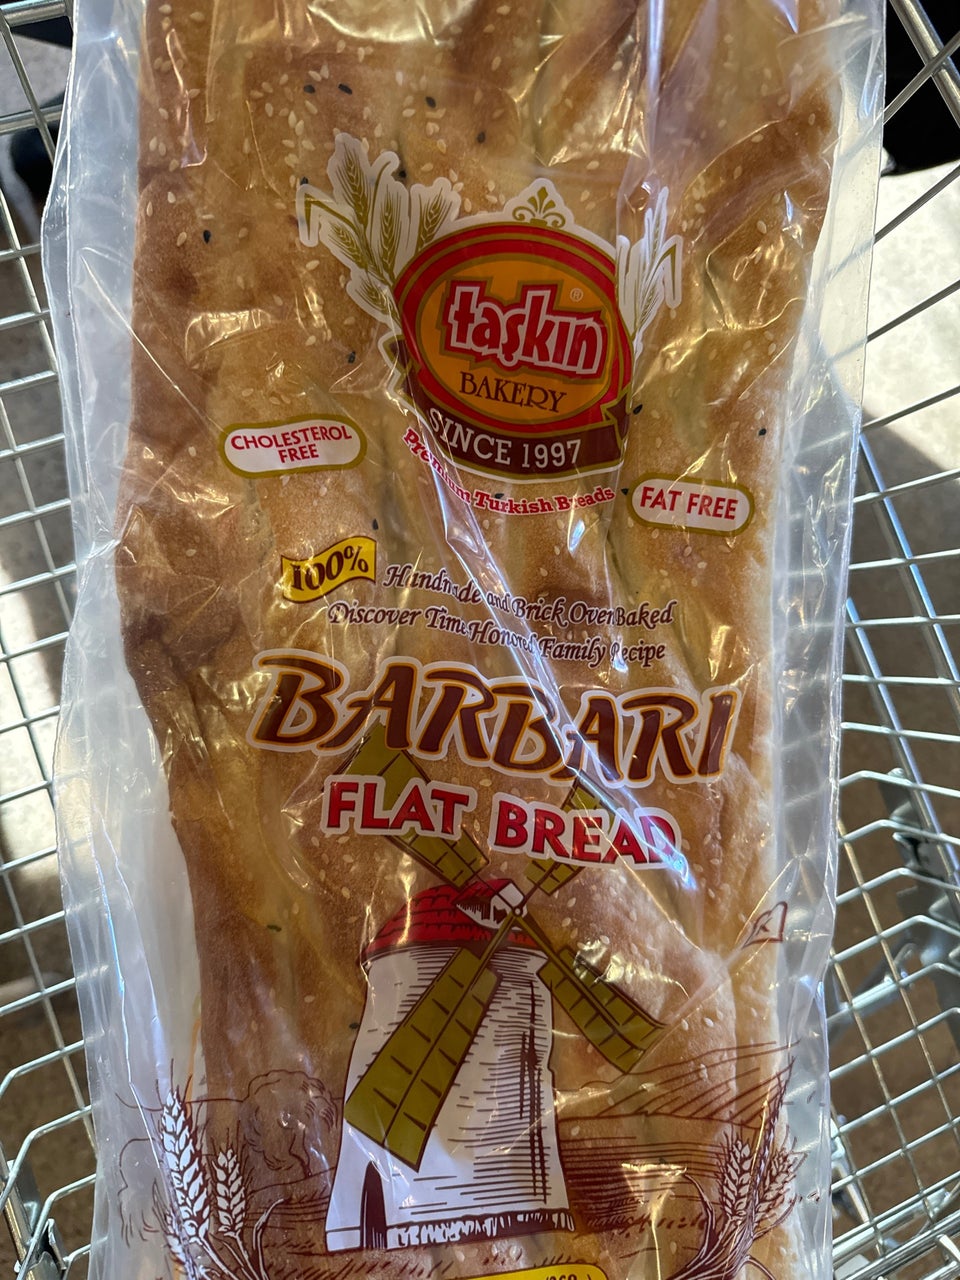 taşkın ®
BAKERY
SINCE 1997
Premium Turkish Breads
CHOLESTEROL
FREE
FAT FREE
100% Handmade and Brick Oven Baked
Discover Time Honored Family Recipe
BARBARI
FLAT BREAD